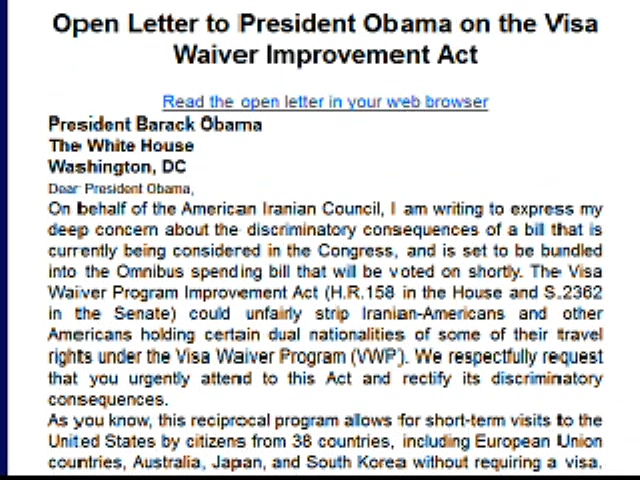 Open Letter to President Obama on the Visa
Waiver Improvement Act
Read the open letter in your web browser
President Barack Obama
The White House
Washington, DC
Dear President Obama,
On behalf of the American Iranian Council, I am writing to express my
deep concern about the discriminatory consequences of a bill that is
currently being considered in the Congress, and is set to be bundled
into the Omnibus spending bill that will be voted on shortly. The Visa
Waiver Program Improvement Act (H.R.158 in the House and S.2362
in the Senate) could unfairly strip Iranian-Americans and other
Americans holding certain dual nationalities of some of their travel
rights under the Visa Waiver Program (VWP). We respectfully request
that you urgently attend to this Act and rectify its discriminatory
consequences.
As you know, this reciprocal program allows for short-term visits to the
United States by citizens from 38 countries, including European Union
countries, Australia, Japan, and South Korea without requiring a visa.